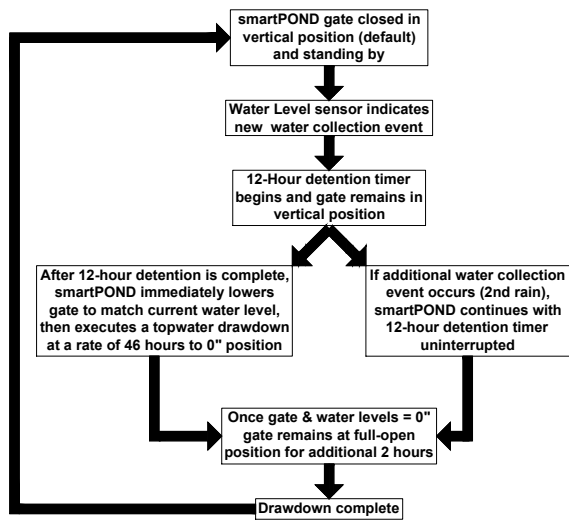 smartPOND gate closed in
vertical position (default)
and standing by
Water Level sensor indicates
new water collection event
12-Hour detention timer
begins and gate remains in
vertical position
After 12-hour detention is complete,
smartPOND immediately lowers
gate to match current water level,
then executes a topwater drawdown
at a rate of 46 hours to 0" position
If additional water collection
event occurs (2nd rain),
smartPOND continues with
12-hour detention timer
uninterrupted
Once gate & water levels = 0"
gate remains at full-open
position for additional 2 hours
Drawdown complete